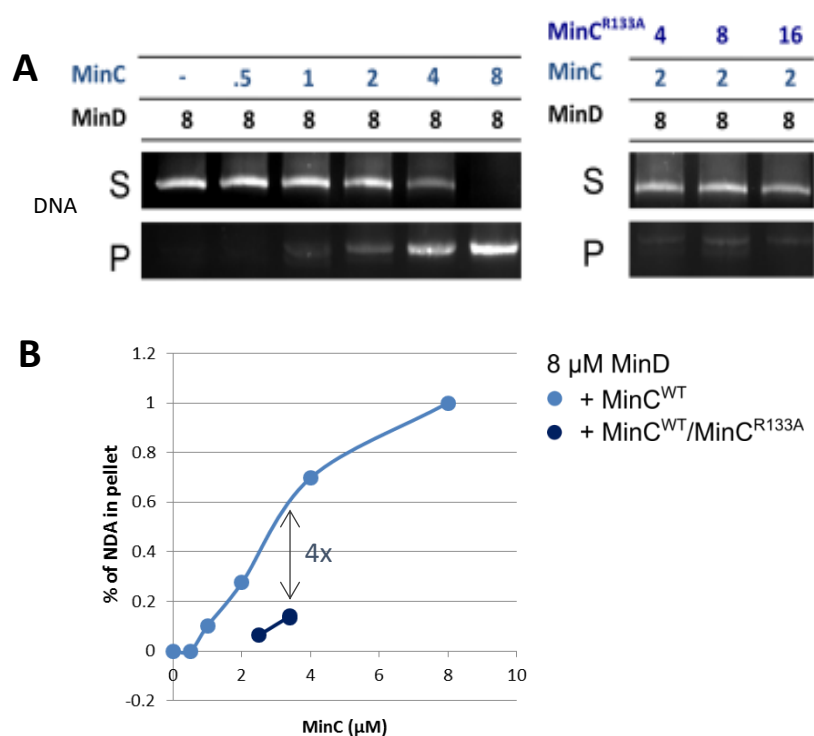 A
MinC - .5 1 2 4 8
MinD 8 8 8 8 8 8
DNA
S
P
MinC^R133A 4 8 16
MinC 2 2 2
MinD 8 8 8
S
P
B
1.2
1
0.8
0.6
0.4
0.2
0
-0.2
% of NDA in pellet
4x
0 2 4 6 8 10
MinC (µM)
8 µM MinD
+ MinC^WT
+ MinC^WT/MinC^R133A